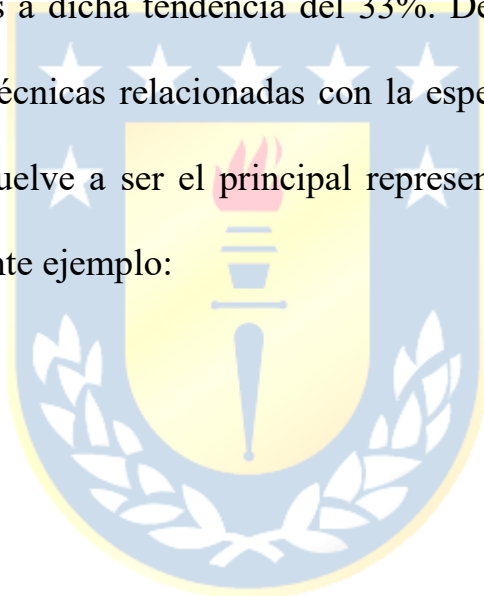 s a dicha tendencia del 33%. De
écnicas relacionadas con la espe
uelve a ser el principal represen
nte ejemplo: